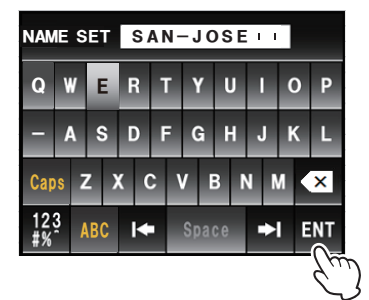 NAME SET SAN-JOSE
Q W E R T Y U I O P
- A S D F G H J K L
Caps Z X C V B N M
123 #%^ ABC Space ENT